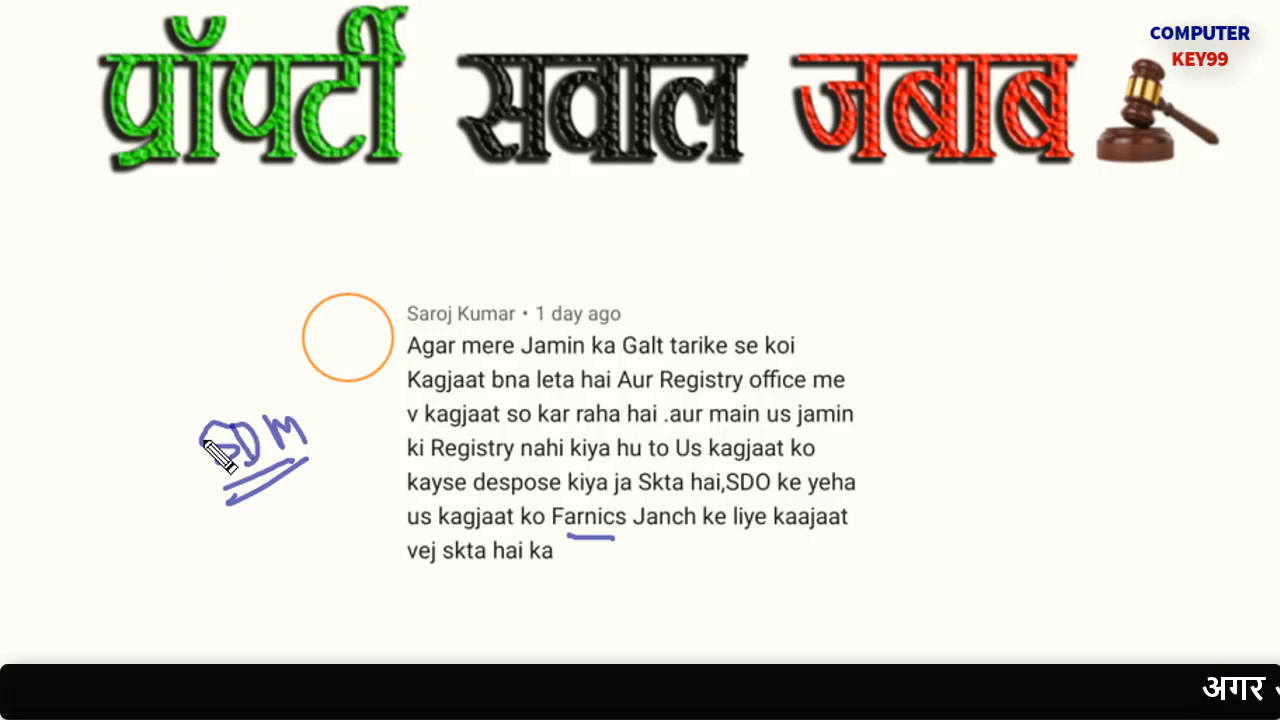 COMPUTER
KEY99
प्रॉपर्टी सवाल जबाब
Saroj Kumar • 1 day ago
Agar mere Jamin ka Galt tarike se koi
Kagjaat bna leta hai Aur Registry office me
v kagjaat so kar raha hai .aur main us jamin
ki Registry nahi kiya hu to Us kagjaat ko
kayse despose kiya ja Skta hai,SDO ke yeha
us kagjaat ko Farnics Janch ke liye kaajaat
vej skta hai ka
SDM
अगर